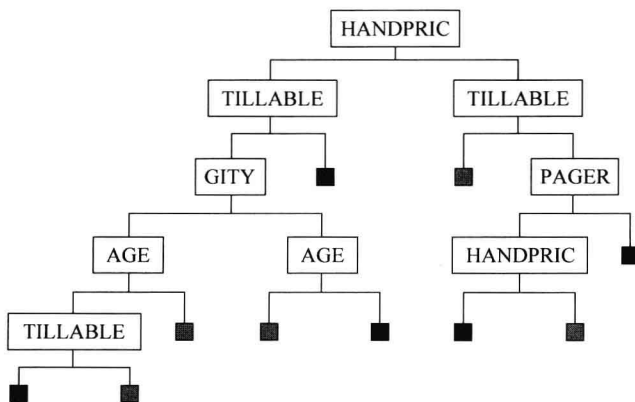 HANDPRIC
TILLABLE TILLABLE
GITY PAGER
AGE AGE HANDPRIC
TILLABLE